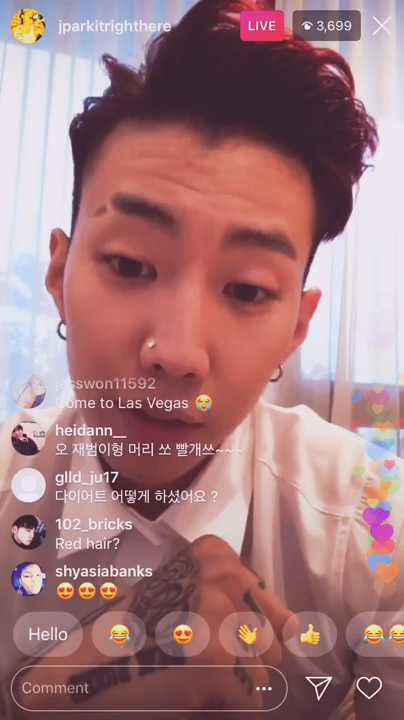 jparkitrighthere
LIVE
3,699
jasswon11592
Come to Las Vegas 😭
heidann__
오 재범이형 머리 쏘 빨개쓰~~~
glld_ju17
다이어트 어떻게 하셨어요 ?
102_bricks
Red hair?
shyasiabanks
😍😍😍
Hello
Comment